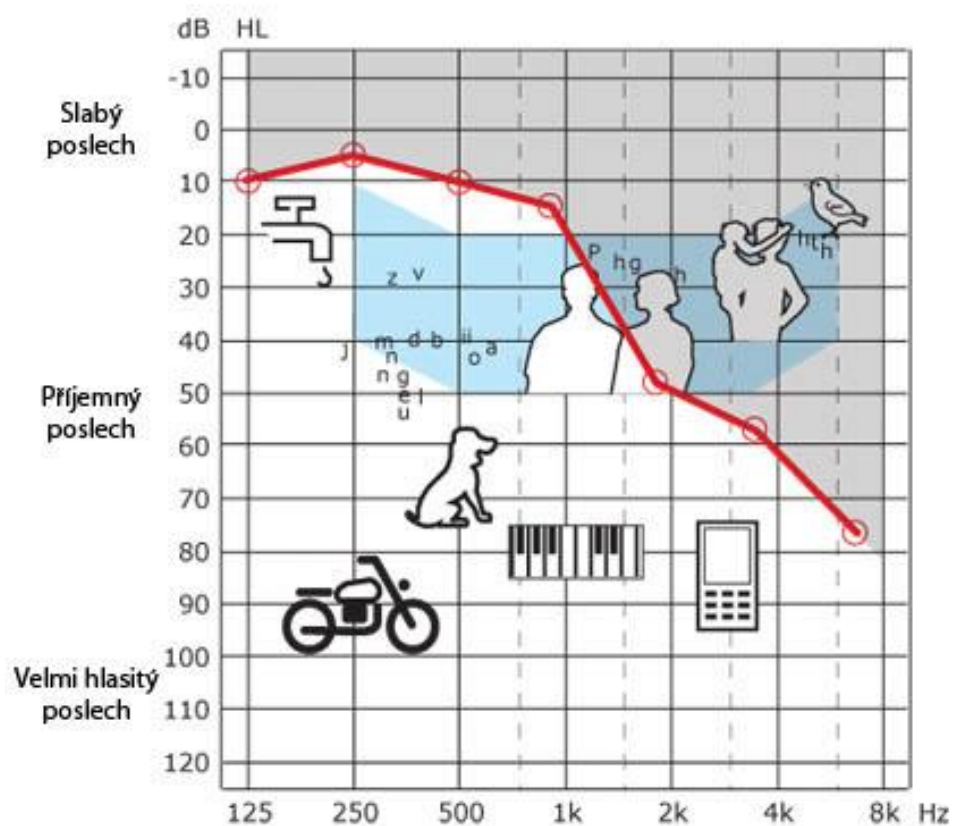 dB HL
-10
Slabý
poslech
0
10
20
30
40
50
Příjemný
poslech
60
70
80
90
100
Velmi hlasitý
poslech
110
120
125 250 500 1k 2k 4k 8k Hz
z v
j m d b ii a
n o
n g
e l
u
P h g h
h